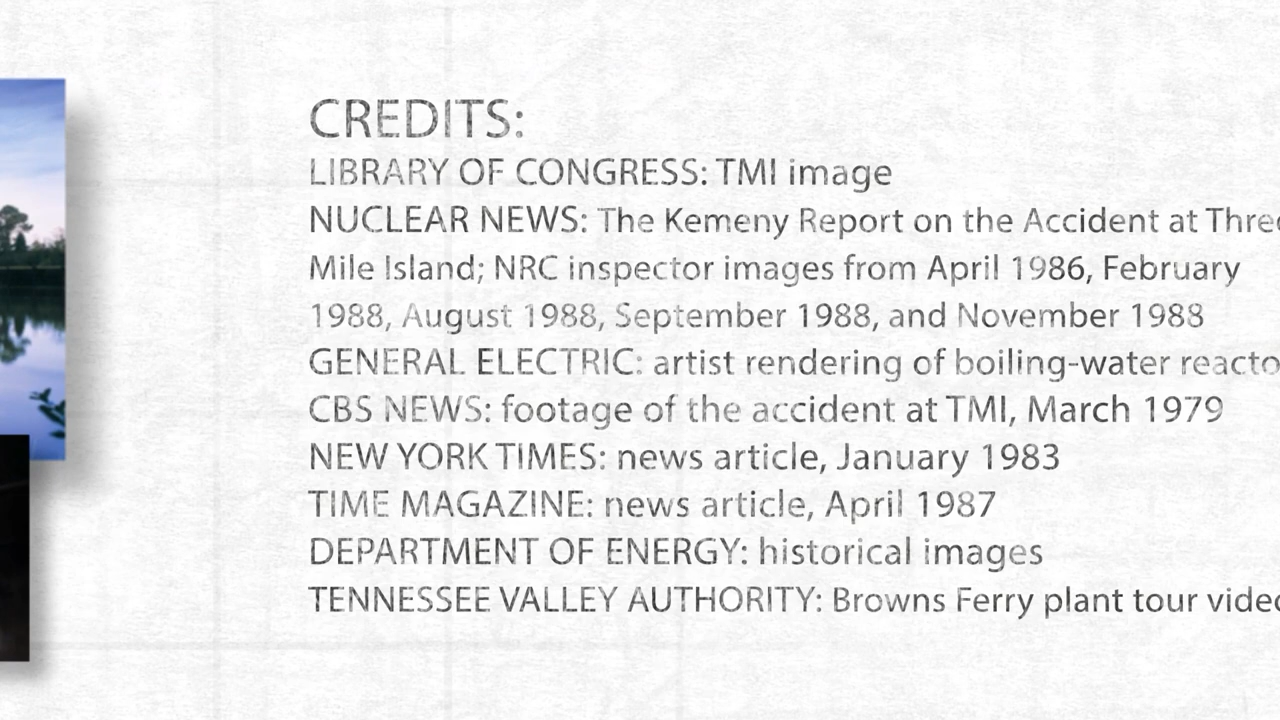 CREDITS:
LIBRARY OF CONGRESS: TMI image
NUCLEAR NEWS: The Kemeny Report on the Accident at
Mile Island; NRC inspector images from April 1986, February
1988, August 1988, September 1988, and November 1988
GENERAL ELECTRIC: artist rendering of boiling-water
CBS NEWS: footage of the accident at TMI, March 1979
NEW YORK TIMES: news article, January 1983
TIME MAGAZINE: news article, April 1987
DEPARTMENT OF ENERGY: historical images
TENNESSEE VALLEY AUTHORITY: Browns Ferry plant tour